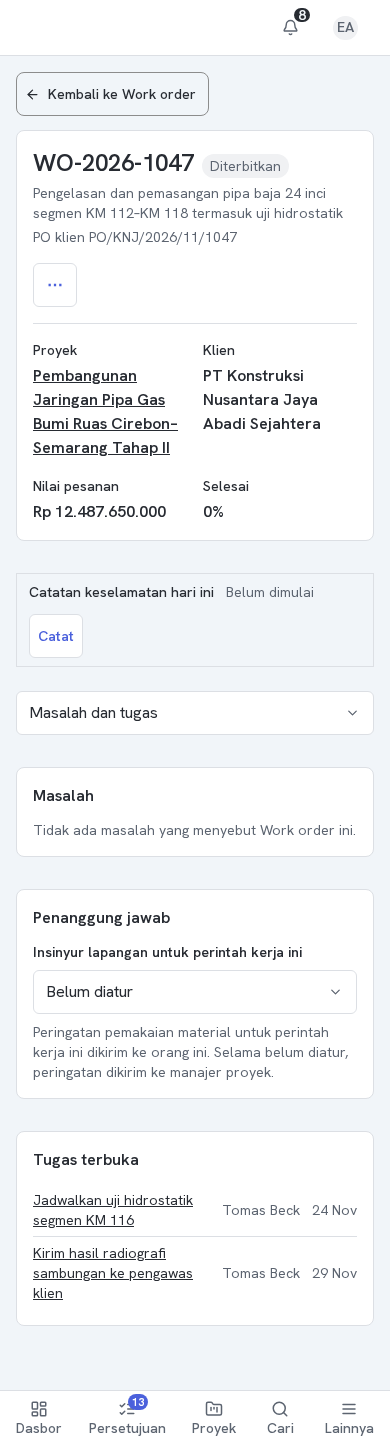 8
EA
Kembali ke Work order
WO-2026-1047 Diterbitkan
Pengelasan dan pemasangan pipa baja 24 inci
segmen KM 112–KM 118 termasuk uji hidrostatik
PO klien PO/KNJ/2026/11/1047
Proyek
Pembangunan
Jaringan Pipa Gas
Bumi Ruas Cirebon–
Semarang Tahap II
Klien
PT Konstruksi
Nusantara Jaya
Abadi Sejahtera
Nilai pesanan
Rp 12.487.650.000
Selesai
0%
Catatan keselamatan hari ini Belum dimulai
Catat
Masalah dan tugas
Masalah
Tidak ada masalah yang menyebut Work order ini.
Penanggung jawab
Insinyur lapangan untuk perintah kerja ini
Belum diatur
Peringatan pemakaian material untuk perintah
kerja ini dikirim ke orang ini. Selama belum diatur,
peringatan dikirim ke manajer proyek.
Tugas terbuka
Jadwalkan uji hidrostatik
segmen KM 116
Tomas Beck 24 Nov
Kirim hasil radiografi
sambungan ke pengawas
klien
Tomas Beck 29 Nov
13
Dasbor Persetujuan Proyek Cari Lainnya